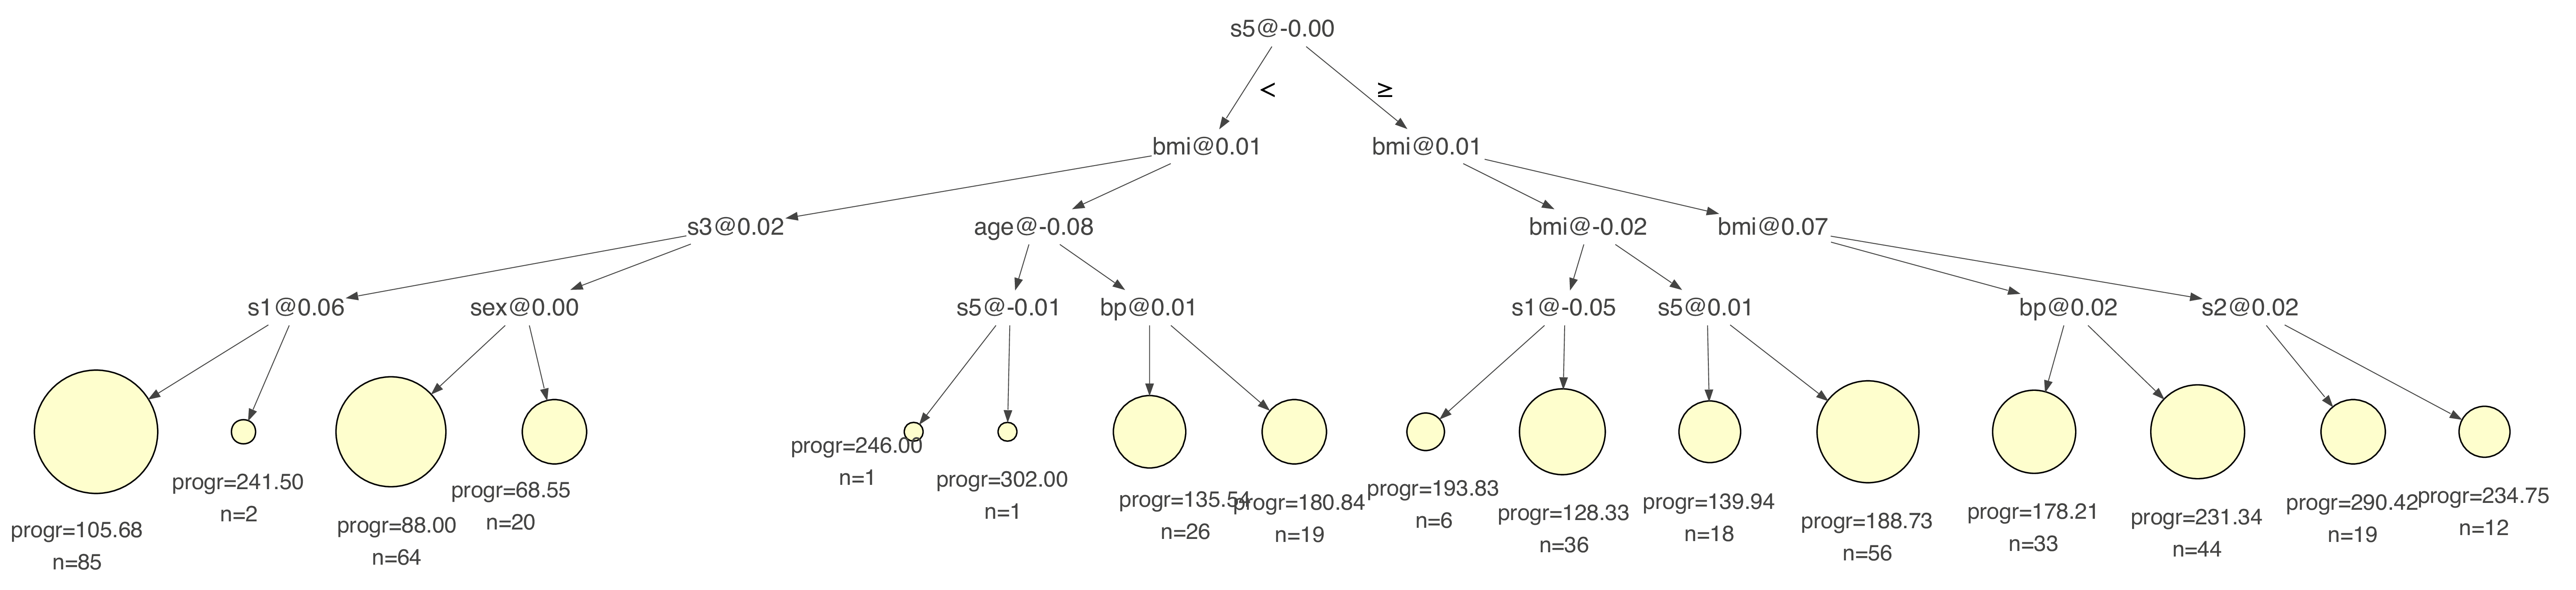 s5@-0.00
<
≥
bmi@0.01
bmi@0.01
s3@0.02
age@-0.08
bmi@-0.02
bmi@0.07
s1@0.06
sex@0.00
s5@-0.01
bp@0.01
s1@-0.05
s5@0.01
bp@0.02
s2@0.02
progr=105.68
n=85
progr=241.50
n=2
progr=88.00
n=64
progr=68.55
n=20
progr=246.00
n=1
progr=302.00
n=1
progr=135.54
n=26
progr=180.84
n=19
progr=193.83
n=6
progr=128.33
n=36
progr=139.94
n=18
progr=188.73
n=56
progr=178.21
n=33
progr=231.34
n=44
progr=290.42
n=19
progr=234.75
n=12